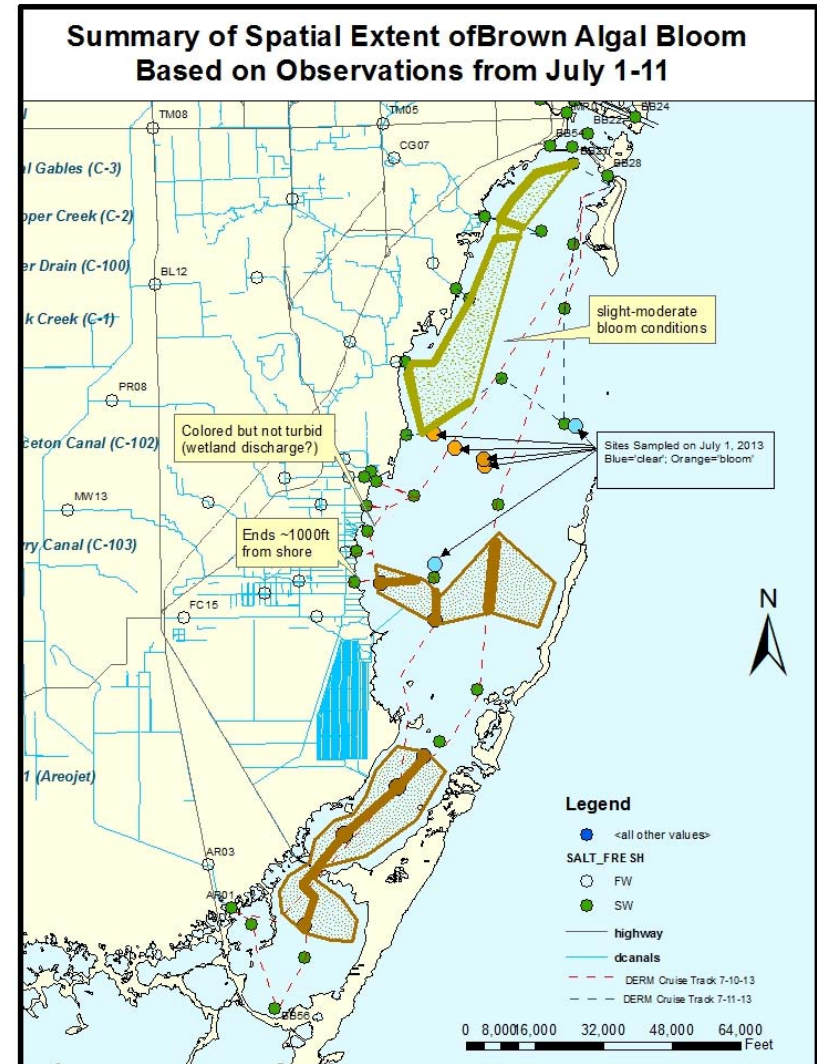 Summary of Spatial Extent ofBrown Algal Bloom
Based on Observations from July 1-11
TM08
TM05
BB24
BB22
BB54
CG07
BB27
BB28
al Gables (C-3)
pper Creek (C-2)
er Drain (C-100)
BL12
k Creek (C-1)
slight-moderate
bloom conditions
PR08
Colored but not turbid
(wetland discharge?)
ceton Canal (C-102)
Sites Sampled on July 1, 2013
Blue='clear'; Orange='bloom'
MW13
Ends ~1000ft
from shore
rry Canal (C-103)
FC15
N
1 (Areojet)
Legend
<all other values>
SALT_FRESH
FW
SW
highway
dcanals
DERM Cruise Track 7-10-13
DERM Cruise Track 7-11-13
AR03
AR01
BB56
0 8,000 16,000 32,000 48,000 64,000
Feet